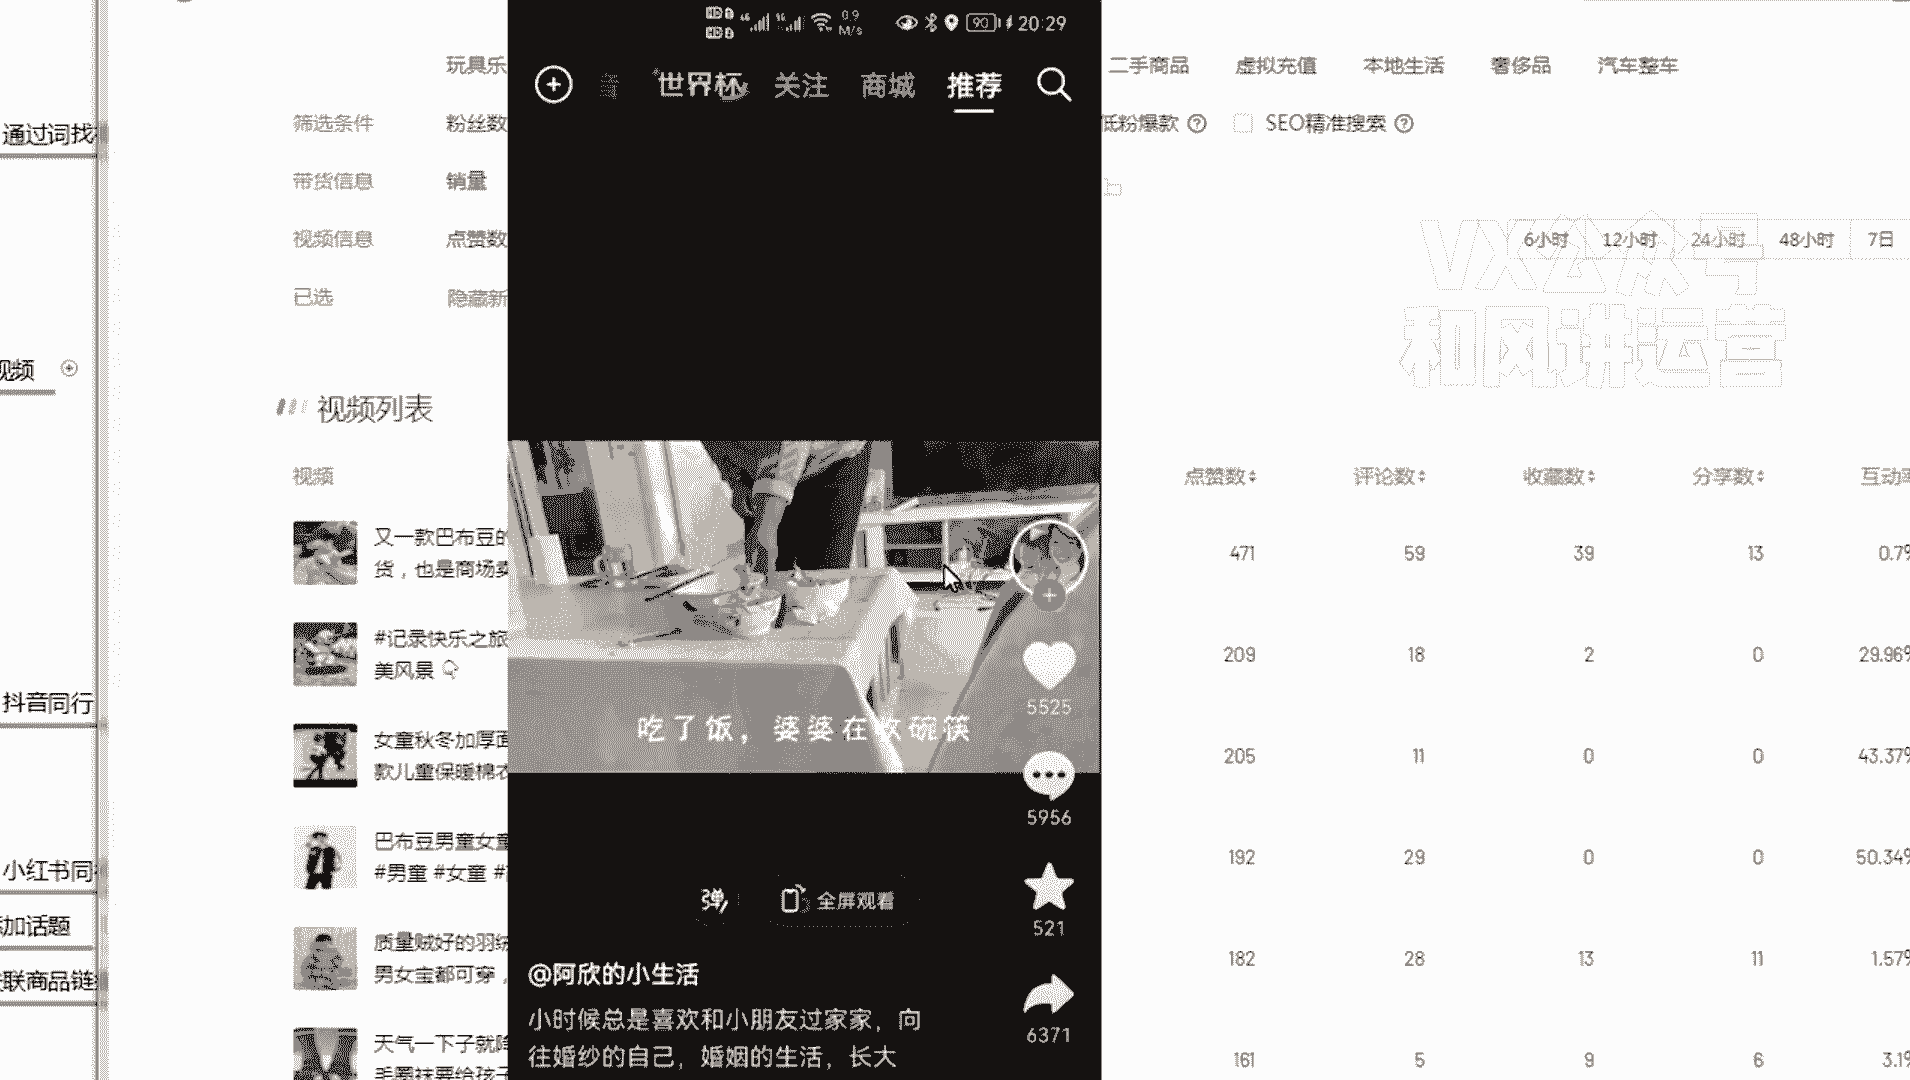 0.9
M/s
90
20:29
世界杯
关注
商城
推荐
玩具乐
二手商品
虚拟充值
本地生活
奢侈品
汽车整车
通过词找
筛选条件
粉丝数
低粉爆款
SEO精准搜索
带货信息
销量
视频信息
点赞数
6小时
12小时
24小时
48小时
7日
VX公众号
和风讲运营
已选
隐藏新
视频
视频列表
视频
点赞数
评论数
收藏数
分享数
互动率
又一款巴布豆的
货，也是商场卖
471
59
39
13
0.7%
#记录快乐之旅
美风景
209
18
2
0
29.96%
5525
抖音同行
女童秋冬加厚面
款儿童保暖棉衣
吃了饭，婆婆在收碗筷
205
11
0
0
43.37%
5956
小红书同
巴布豆男童女童
#男童 #女童 #
192
29
0
0
50.34%
弹
全屏观看
521
加话题
质量贼好的羽绒
男女宝都可穿，
182
28
13
11
1.57%
联商品链
@阿欣的小生活
小时候总是喜欢和小朋友过家家，向
往婚纱的自己，婚姻的生活，长大
6371
天气一下子就降
毛圈袜要给孩子
161
5
9
6
3.1%